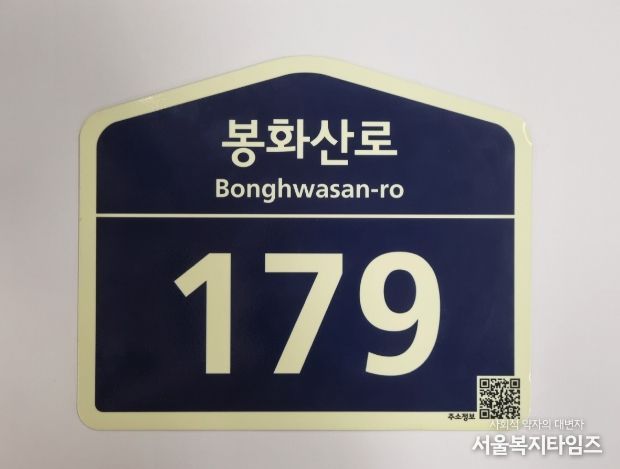 봉화산로
Bonghwasan-ro
179
주소정보
사회적 약자의 대변자
서울복지타임즈